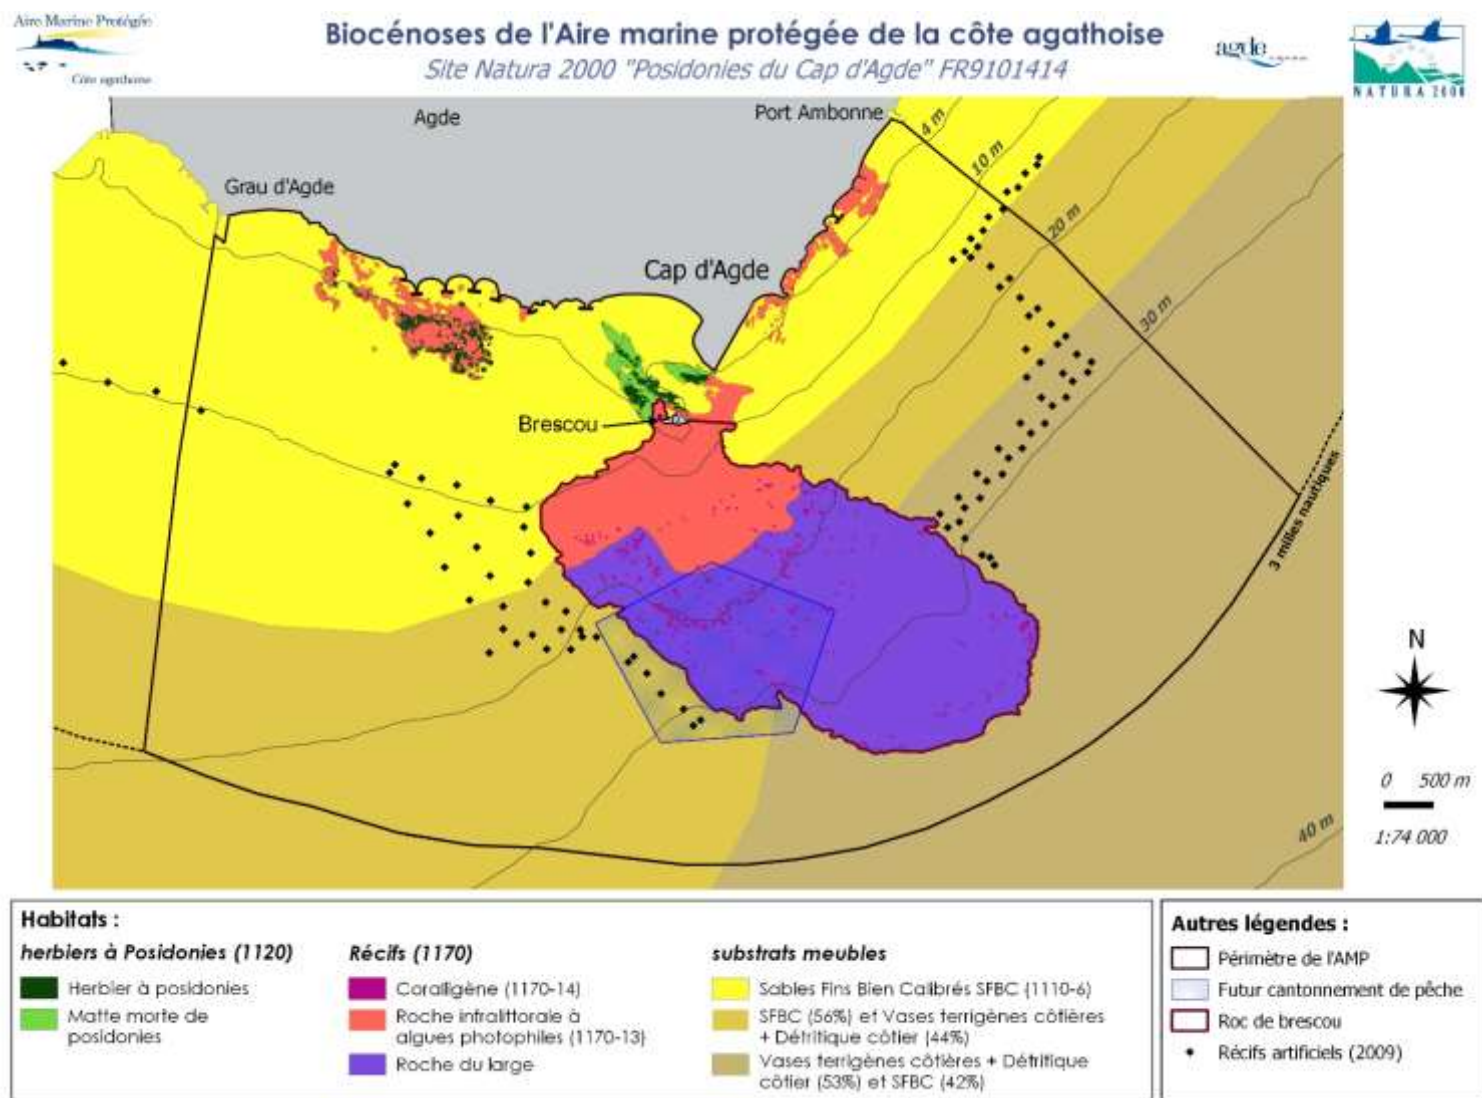 Aire Marine Protégée
Côte agathoise
Biocénoses de l'Aire marine protégée de la côte agathoise
Site Natura 2000 "Posidonies du Cap d'Agde" FR9101414
agde
NATURA 2000
Agde
Port Ambonne
4 m
10 m
Grau d'Agde
20 m
Cap d'Agde
30 m
Brescou
3 milles nautiques
N
0 500 m
1:74 000
40 m
Habitats :
herbiers à Posidonies (1120)
Herbier à posidonies
Matte morte de
posidonies
Récifs (1170)
Coralligène (1170-14)
Roche infralittorale à
algues photophiles (1170-13)
Roche du large
substrats meubles
Sables Fins Bien Calibrés SFBC (1110-6)
SFBC (56%) et Vases terrigènes côtières
+ Détritique côtier (44%)
Vases terrigènes côtières + Détritique
côtier (53%) et SFBC (42%)
Autres légendes :
Périmètre de l'AMP
Futur cantonnement de pêche
Roc de brescou
Récifs artificiels (2009)